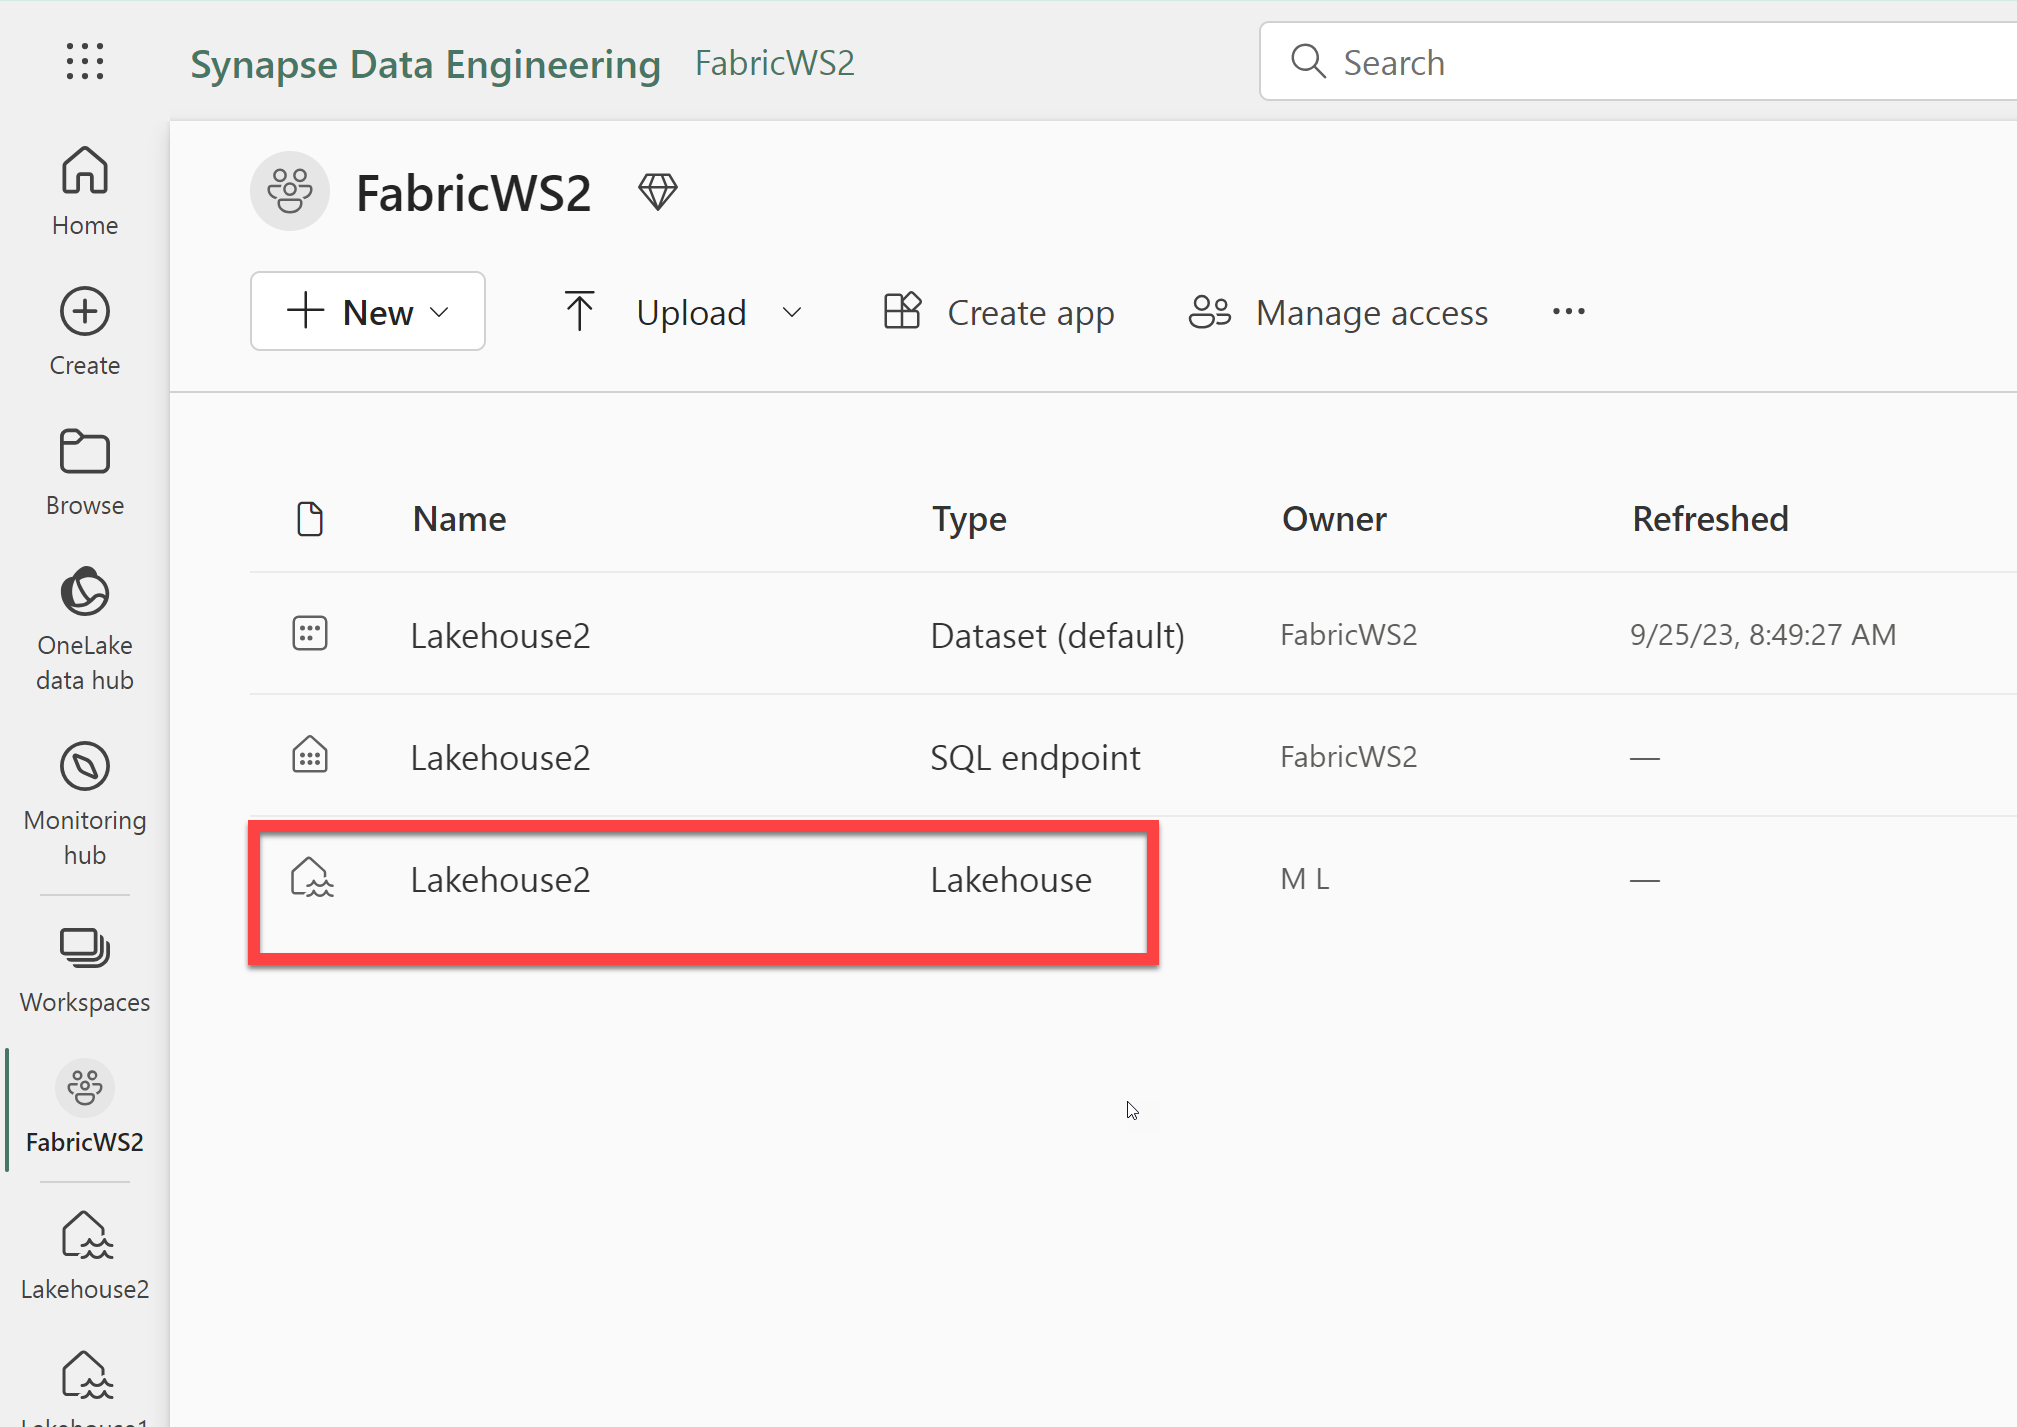 Synapse Data Engineering FabricWS2
Search
Home
Create
Browse
OneLake
data hub
Monitoring
hub
Workspaces
FabricWS2
Lakehouse2
Lakehouse1
FabricWS2
New
Upload
Create app
Manage access
Name Type Owner Refreshed
Lakehouse2 Dataset (default) FabricWS2 9/25/23, 8:49:27 AM
Lakehouse2 SQL endpoint FabricWS2 —
Lakehouse2 Lakehouse M L —